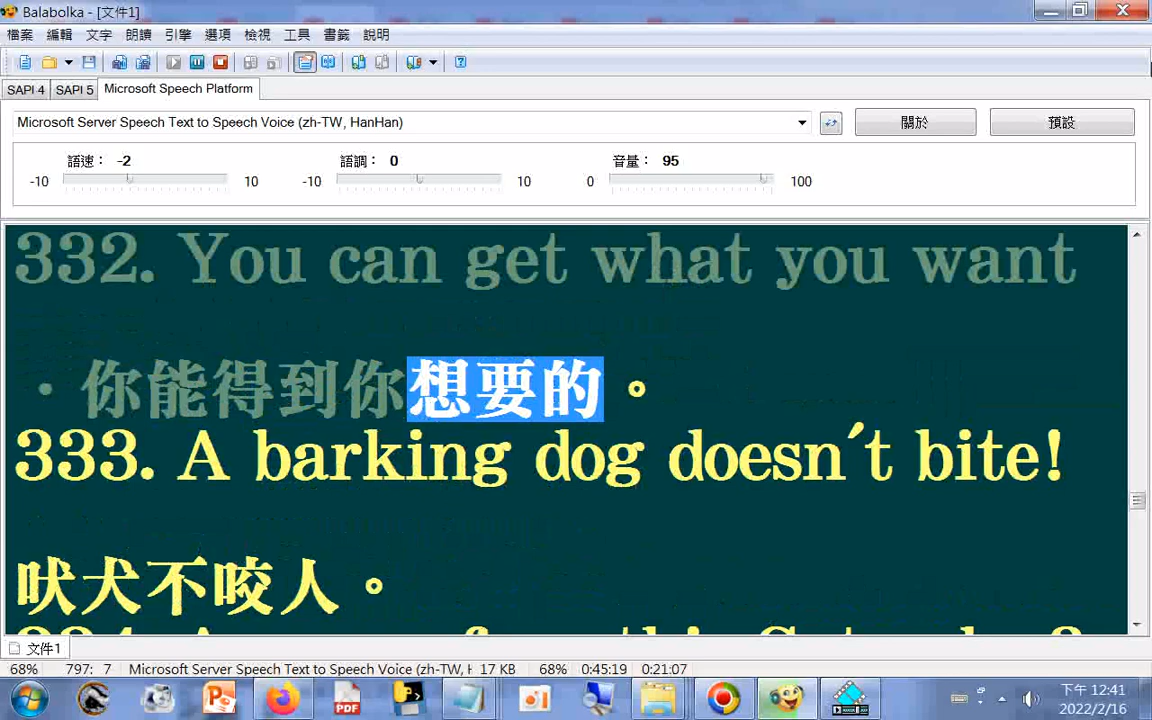 Balabolka - [文件1]
檔案 編輯 文字 朗讀 引擎 選項 檢視 工具 書籤 說明
SAPI 4 SAPI 5 Microsoft Speech Platform
Microsoft Server Speech Text to Speech Voice (zh-TW, HanHan) 關於 預設
語速： -2 語調： 0 音量： 95
-10 10 -10 10 0 100
332. You can get what you want
．你能得到你想要的。
333. A barking dog doesn't bite!
吠犬不咬人。
文件1
68% 797: 7 Microsoft Server Speech Text to Speech Voice (zh-TW, H 17 KB 68% 0:45:19 0:21:07
PDF
下午 12:41
2022/2/16